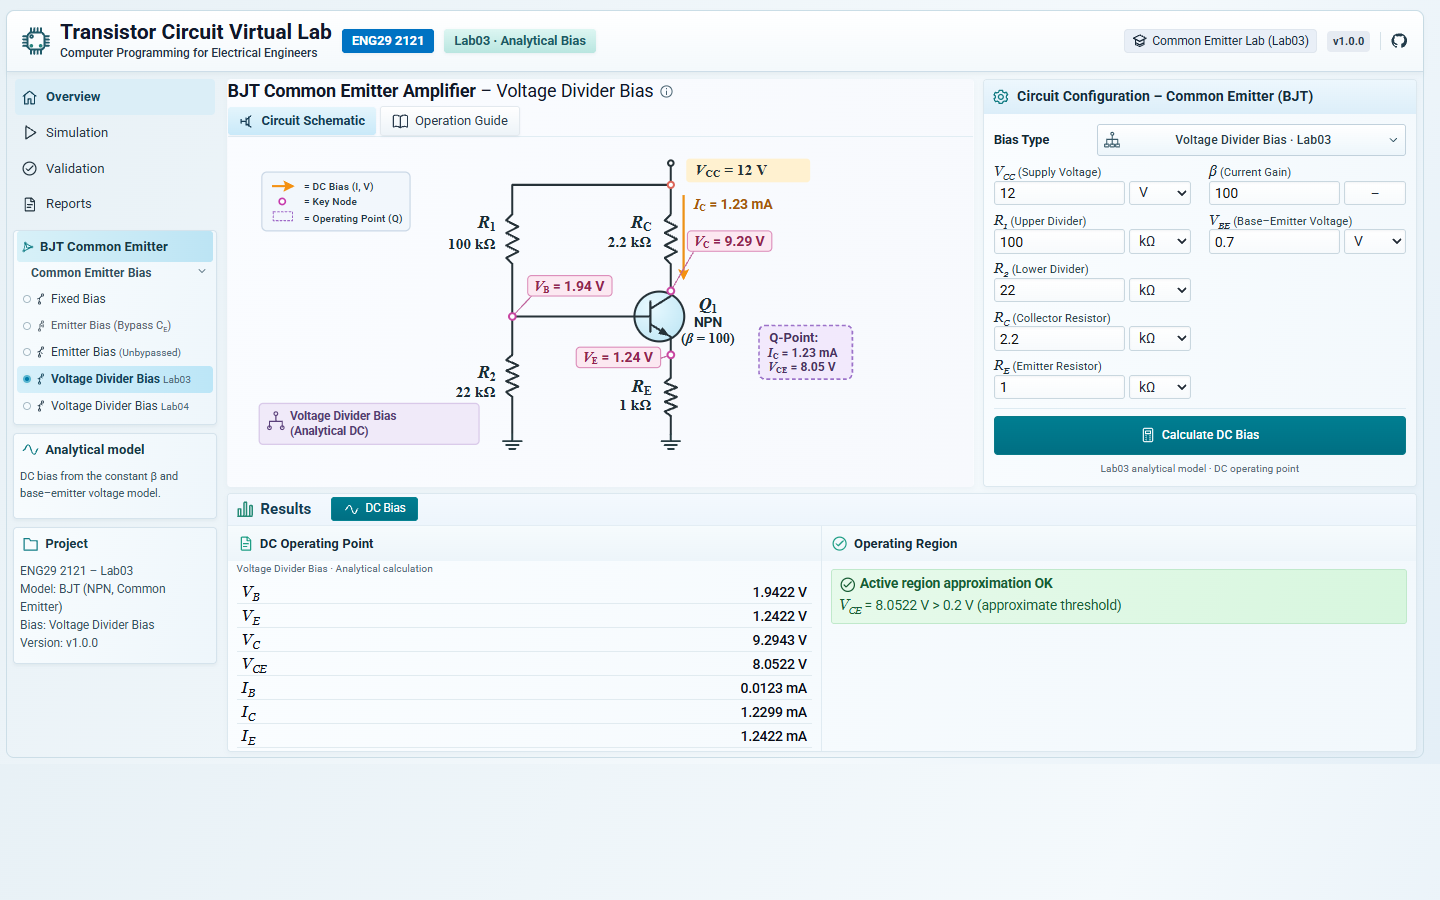 Transistor Circuit Virtual Lab
Computer Programming for Electrical Engineers
ENG29 2121
Lab03 · Analytical Bias
Common Emitter Lab (Lab03)
v1.0.0
Overview
Simulation
Validation
Reports
BJT Common Emitter
Common Emitter Bias
Fixed Bias
Emitter Bias (Bypass CE)
Emitter Bias (Unbypassed)
Voltage Divider Bias Lab03
Voltage Divider Bias Lab04
Analytical model
DC bias from the constant β and
base−emitter voltage model.
Project
ENG29 2121 – Lab03
Model: BJT (NPN, Common
Emitter)
Bias: Voltage Divider Bias
Version: v1.0.0
BJT Common Emitter Amplifier – Voltage Divider Bias
Circuit Schematic
Operation Guide
= DC Bias (I, V)
= Key Node
= Operating Point (Q)
VCC = 12 V
IC = 1.23 mA
R1
100 kΩ
RC
2.2 kΩ
VC = 9.29 V
VB = 1.94 V
Q1
NPN
(β = 100)
VE = 1.24 V
Q-Point:
IC = 1.23 mA
VCE = 8.05 V
R2
22 kΩ
RE
1 kΩ
Voltage Divider Bias
(Analytical DC)
Circuit Configuration – Common Emitter (BJT)
Bias Type
Voltage Divider Bias · Lab03
VCC (Supply Voltage)
12
V
β (Current Gain)
100
–
R1 (Upper Divider)
100
kΩ
VBE (Base−Emitter Voltage)
0.7
V
R2 (Lower Divider)
22
kΩ
RC (Collector Resistor)
2.2
kΩ
RE (Emitter Resistor)
1
kΩ
Calculate DC Bias
Lab03 analytical model · DC operating point
Results
DC Bias
DC Operating Point
Voltage Divider Bias · Analytical calculation
VB 1.9422 V
VE 1.2422 V
VC 9.2943 V
VCE 8.0522 V
IB 0.0123 mA
IC 1.2299 mA
IE 1.2422 mA
Operating Region
Active region approximation OK
VCE = 8.0522 V > 0.2 V (approximate threshold)